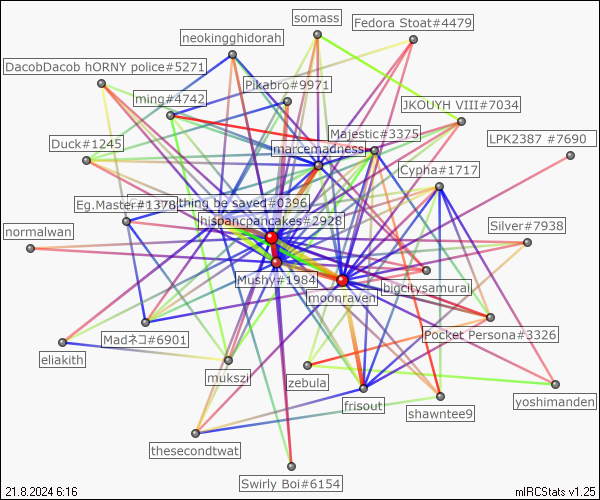 somass
Fedora Stoat#4479
neokingghidorah
DacobDacob hORNY police#5271
Pikabro#9971
ming#4742
JKOUYH VIII#7034
Majestic#3375
LPK2387 #7690
Duck#1245
marcemadness
Cypha#1717
Eg.Master#1378
thing be saved#0396
hispancpancakes#2928
Silver#7938
normalwan
Mushy#1984
bigcitysamurai
moonraven
Madネコ#6901
Pocket Persona#3326
eliakith
mukszi
zebula
yoshimanden
frisout
shawntee9
thesecondtwat
Swirly Boi#6154
21.8.2024 6:16
mIRCStats v1.25